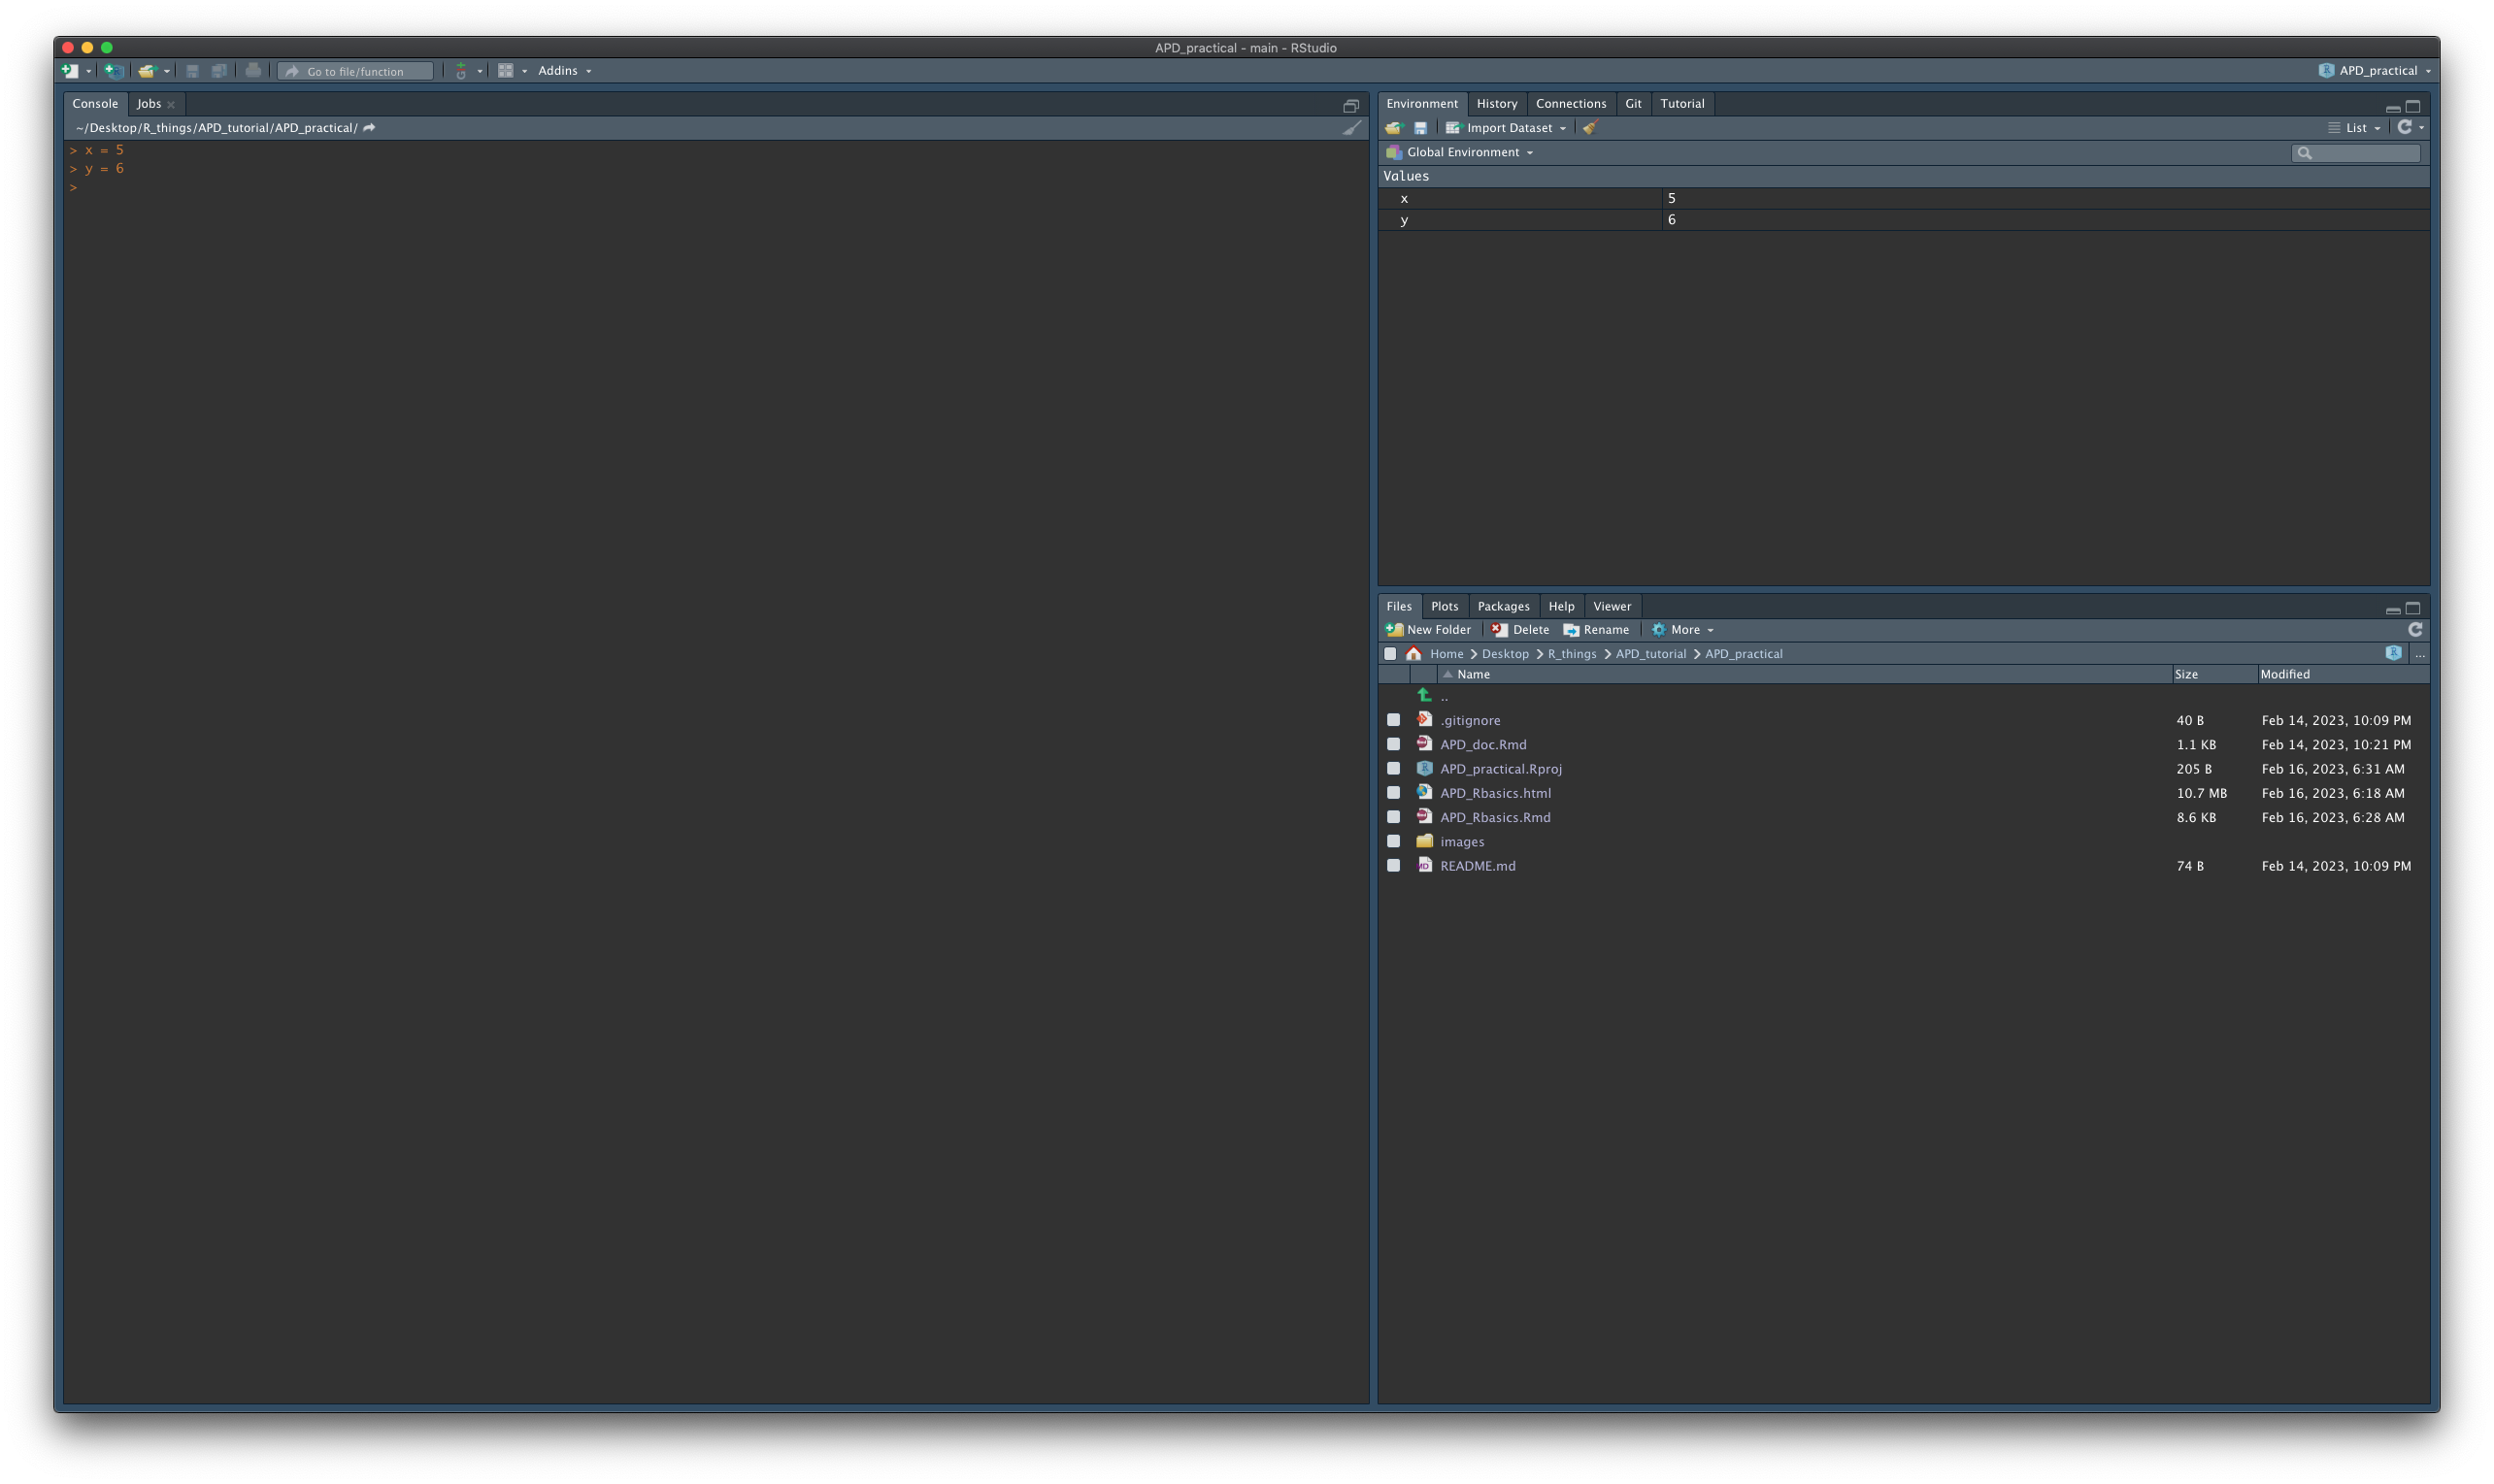 APD_practical - main - RStudio
Go to file/function
Addins
APD_practical
Console Jobs
~/Desktop/R_things/APD_tutorial/APD_practical/
> x = 5
> y = 6
>
Environment History Connections Git Tutorial
Import Dataset
List
Global Environment
Values
x 5
y 6
Files Plots Packages Help Viewer
New Folder Delete Rename More
Home Desktop R_things APD_tutorial APD_practical ...
Name Size Modified
..
.gitignore 40 B Feb 14, 2023, 10:09 PM
APD_doc.Rmd 1.1 KB Feb 14, 2023, 10:21 PM
APD_practical.Rproj 205 B Feb 16, 2023, 6:31 AM
APD_Rbasics.html 10.7 MB Feb 16, 2023, 6:18 AM
APD_Rbasics.Rmd 8.6 KB Feb 16, 2023, 6:28 AM
images
README.md 74 B Feb 14, 2023, 10:09 PM